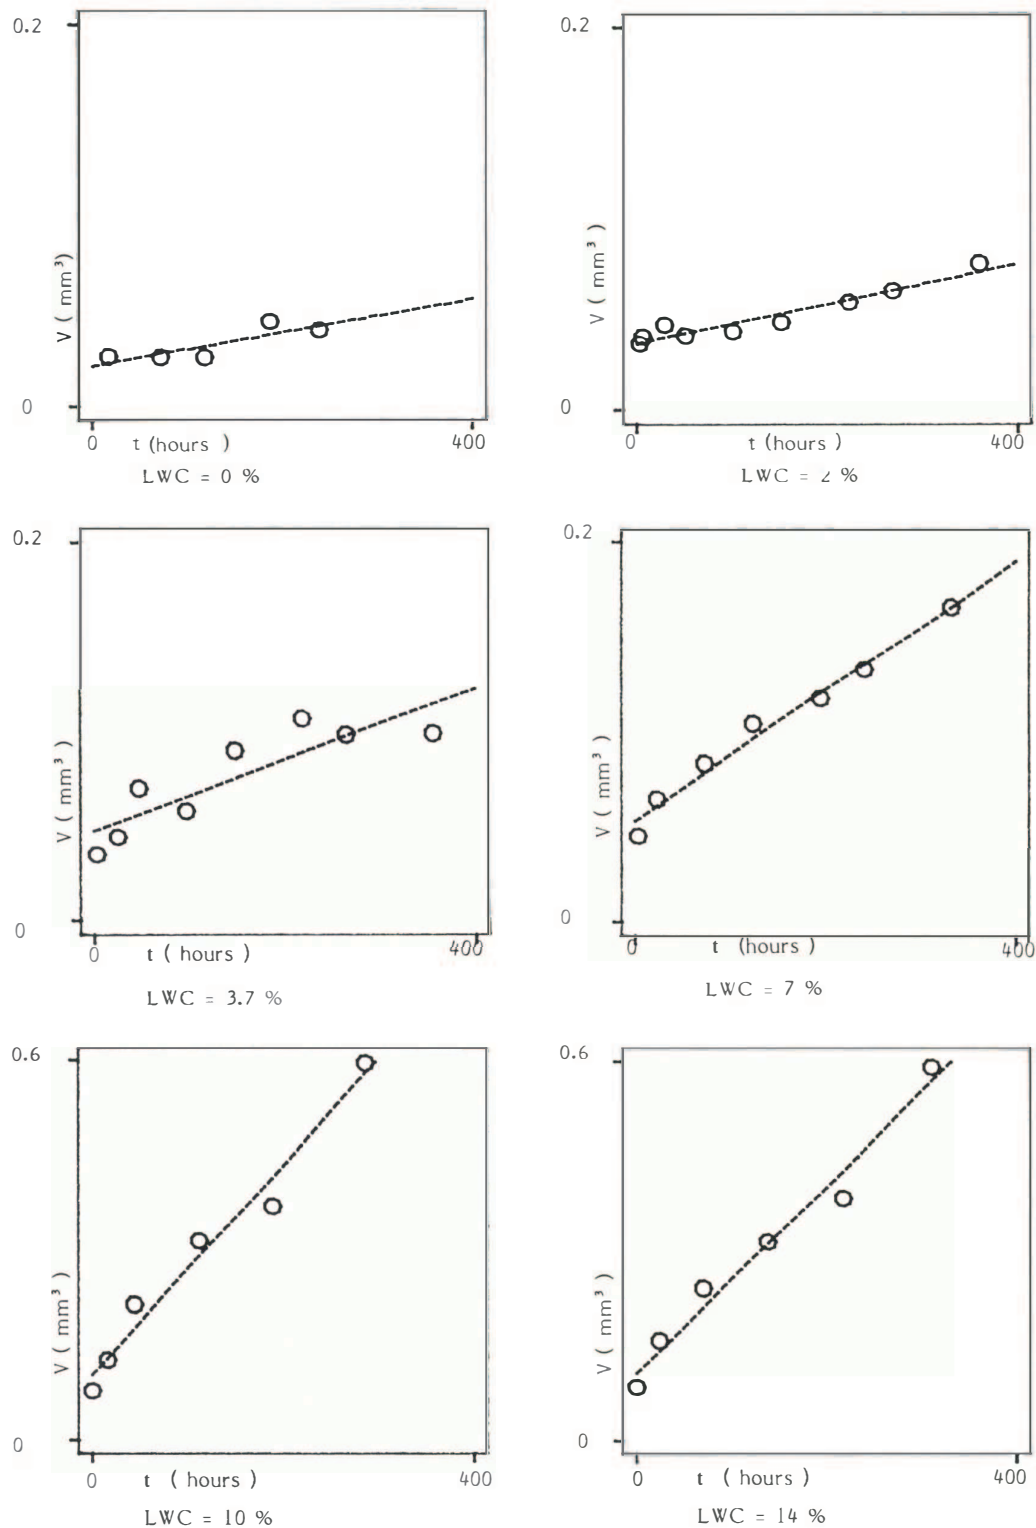 0.2
V ( mm³)
0
0
t (hours )
400
LWC = 0 %
0.2
V ( mm³ )
0
0
t (hours )
400
LWC = 2 %
0.2
V ( mm³ )
0
0
t ( hours )
400
LWC = 3.7 %
0.2
V ( mm³ )
0
0
t (hours )
400
LWC = 7 %
0.6
V ( mm³ )
0
0
t ( hours )
400
LWC = 10 %
0.6
V ( mm³ )
0
0
t ( hours )
400
LWC = 14 %